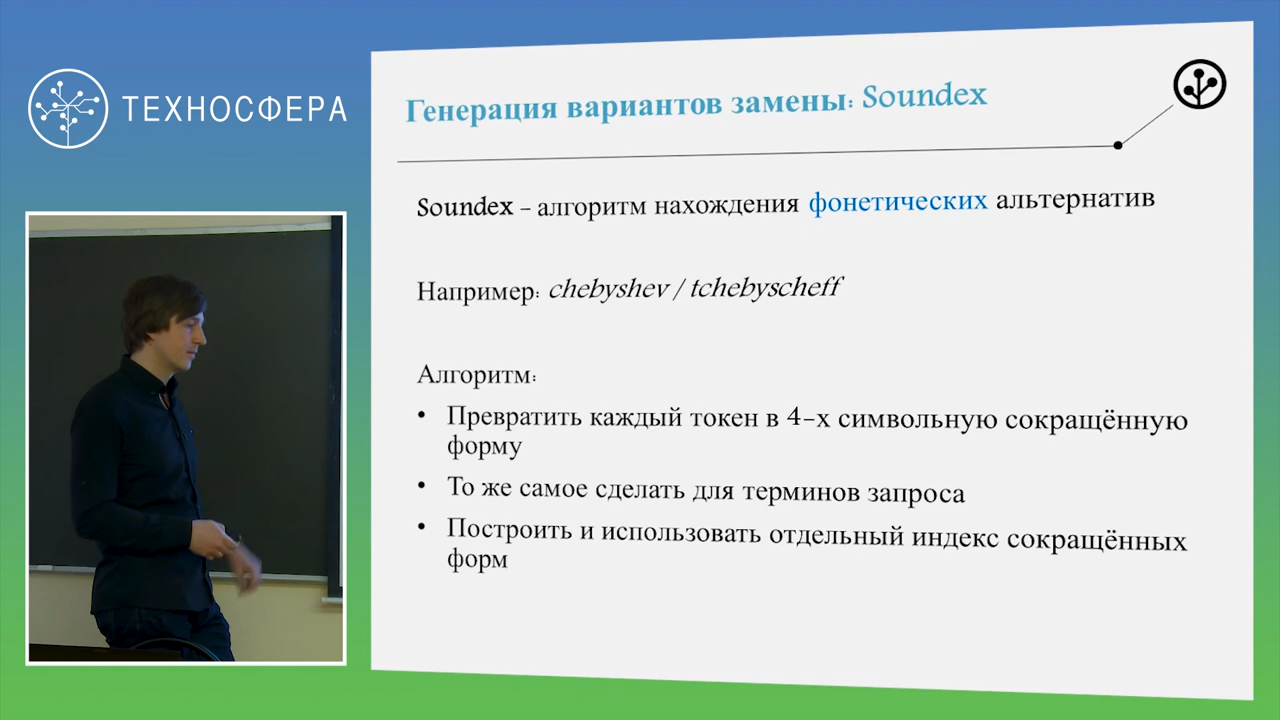 ТЕХНОСФЕРА
Генерация вариантов замены: Soundex
Soundex – алгоритм нахождения фонетических альтернатив
Например: chebyshev / tchebyscheff
Алгоритм:
• Превратить каждый токен в 4-х символьную сокращённую
форму
• То же самое сделать для терминов запроса
• Построить и использовать отдельный индекс сокращённых
форм